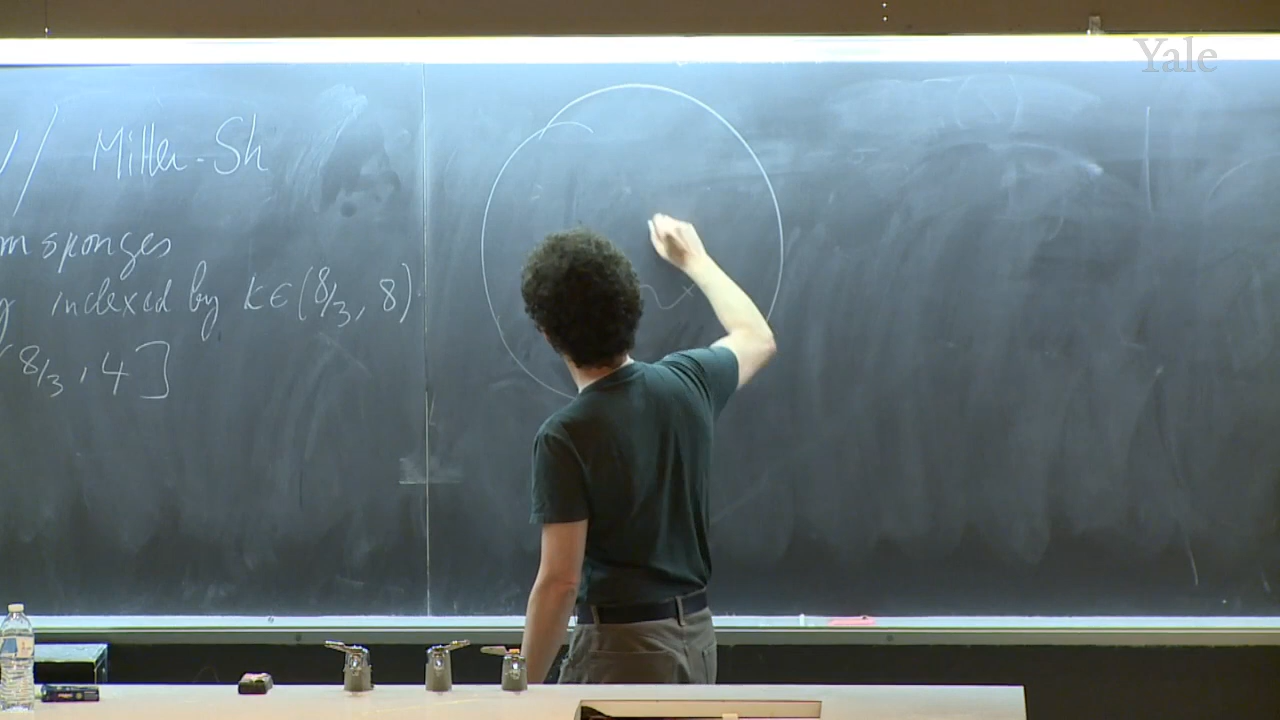 Yale
/ Miller-Sh
sponges
indexed by K∈(8/3, 8)
8/3, 4]